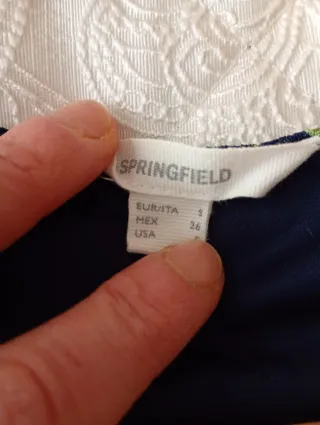 SPRINGFIELD
EUR/ITA S
MEX 26
USA